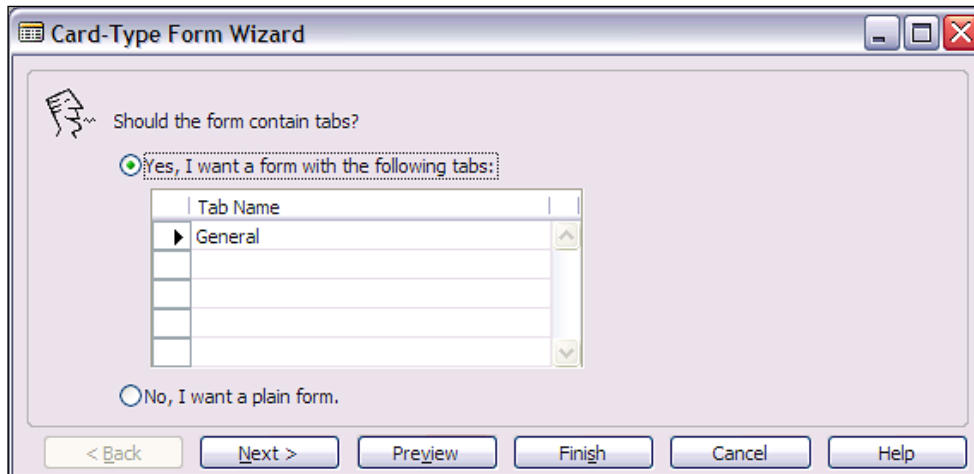 Card-Type Form Wizard
Should the form contain tabs?
Yes, I want a form with the following tabs:
Tab Name
General
No, I want a plain form.
< Back Next > Preview Finish Cancel Help